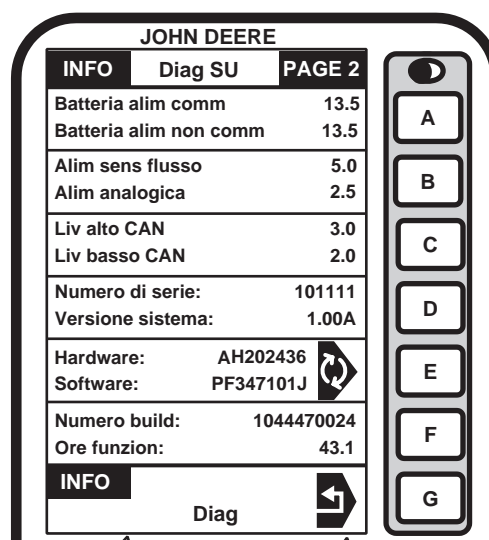 JOHN DEERE
INFO Diag SU PAGE 2
Batteria alim comm 13.5
Batteria alim non comm 13.5
Alim sens flusso 5.0
Alim analogica 2.5
Liv alto CAN 3.0
Liv basso CAN 2.0
Numero di serie: 101111
Versione sistema: 1.00A
Hardware: AH202436
Software: PF347101J
Numero build: 1044470024
Ore funzion: 43.1
INFO
Diag
A
B
C
D
E
F
G